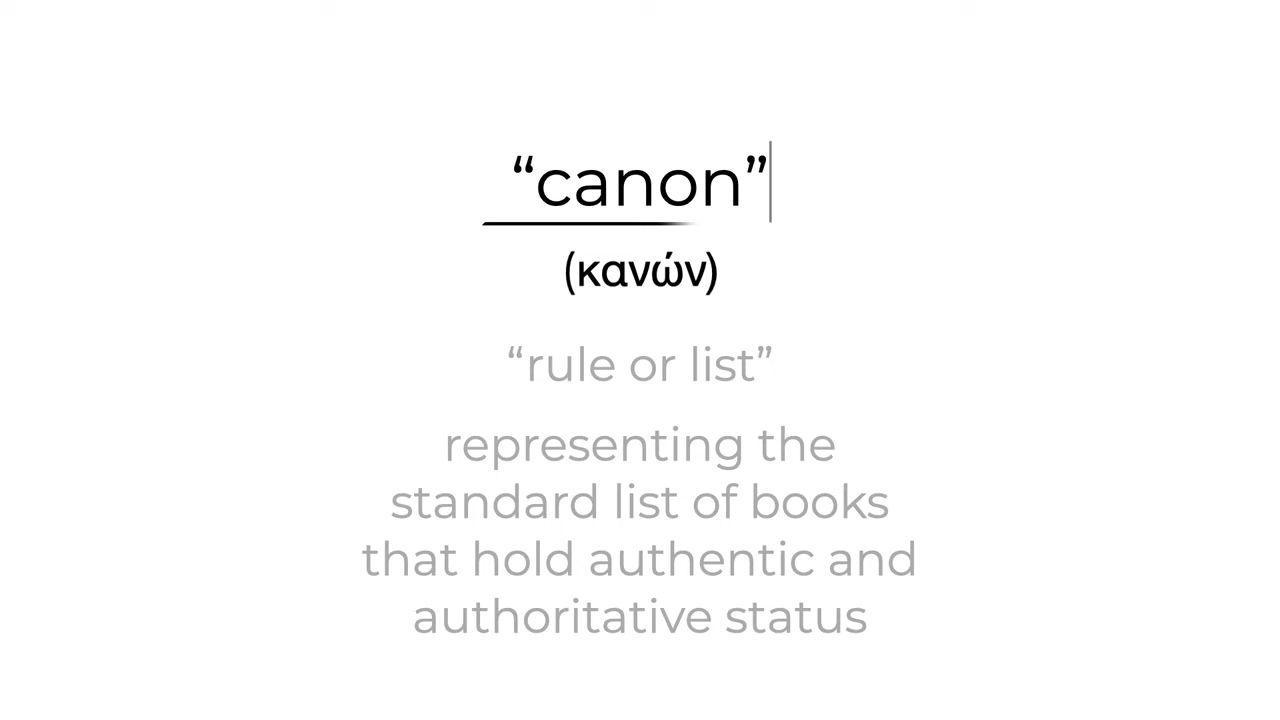 “canon”
(κανών)
“rule or list”
representing the
standard list of books
that hold authentic and
authoritative status